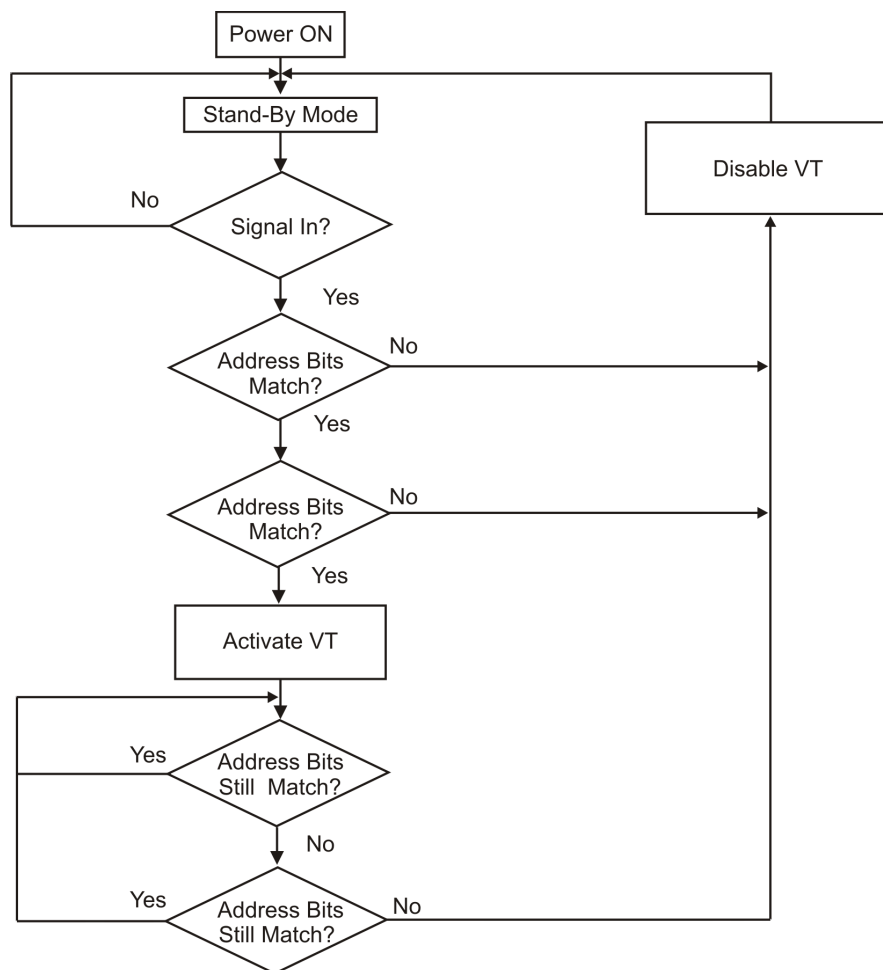 Power ON
Stand-By Mode
Disable VT
No
Signal In?
Yes
Address Bits
Match?
No
Yes
Address Bits
Match?
No
Yes
Activate VT
Yes
Address Bits
Still Match?
No
Yes
Address Bits
Still Match?
No